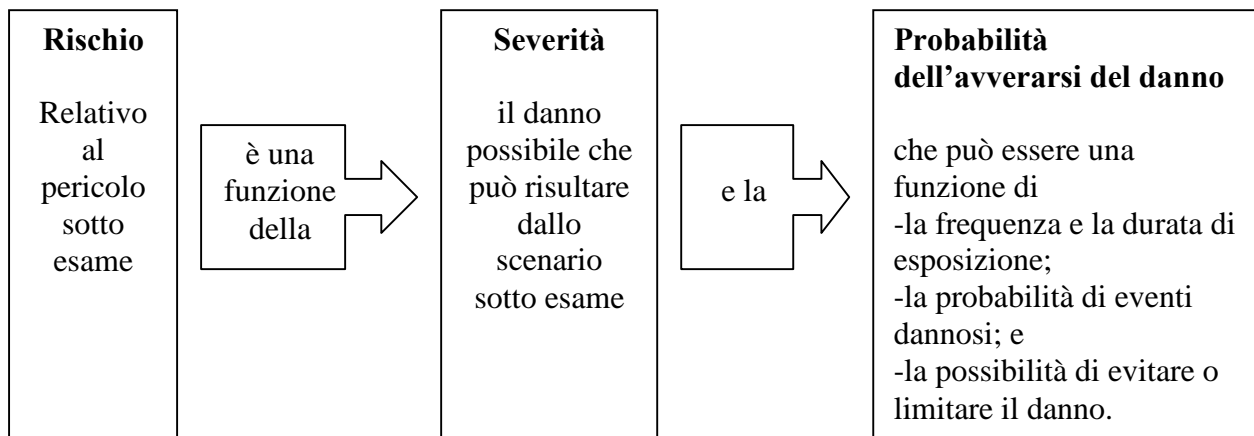 Rischio
Relativo
al
pericolo
sotto
esame
è una
funzione
della
Severità
il danno
possibile che
può risultare
dallo
scenario
sotto esame
e la
Probabilità
dell’avverarsi del danno
che può essere una
funzione di
-la frequenza e la durata di
esposizione;
-la probabilità di eventi
dannosi; e
-la possibilità di evitare o
limitare il danno.